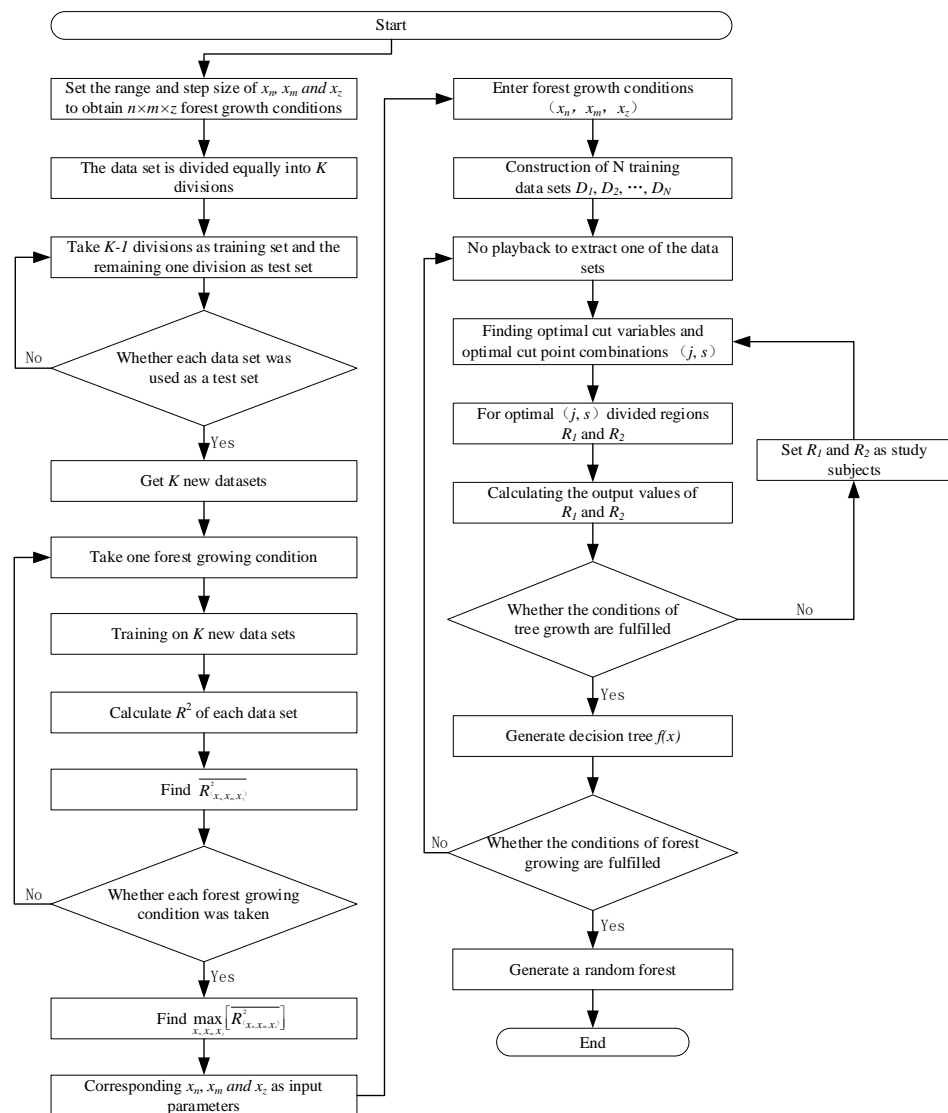 Start
Set the range and step size of xₙ, xₘ and x_z
to obtain n×m×z forest growth conditions
The data set is divided equally into K
divisions
Take K-1 divisions as training set and the
remaining one division as test set
No
Whether each data set was
used as a test set
Yes
Get K new datasets
Take one forest growing condition
Training on K new data sets
Calculate R² of each data set
Find R²(xₙ,xₘ,x_z)
No
Whether each forest growing
condition was taken
Yes
Find max xₙ,xₘ,x_z [R²(xₙ,xₘ,x_z)]
Corresponding xₙ, xₘ and x_z as input
parameters
Enter forest growth conditions
（xₙ，xₘ，x_z）
Construction of N training
data sets D₁, D₂, …, D_N
No playback to extract one of the data
sets
Finding optimal cut variables and
optimal cut point combinations （j, s）
For optimal （j, s） divided regions
R₁ and R₂
Set R₁ and R₂ as study
subjects
Calculating the output values of
R₁ and R₂
Whether the conditions of
tree growth are fulfilled
No
Yes
Generate decision tree f(x)
No
Whether the conditions of forest
growing are fulfilled
Yes
Generate a random forest
End